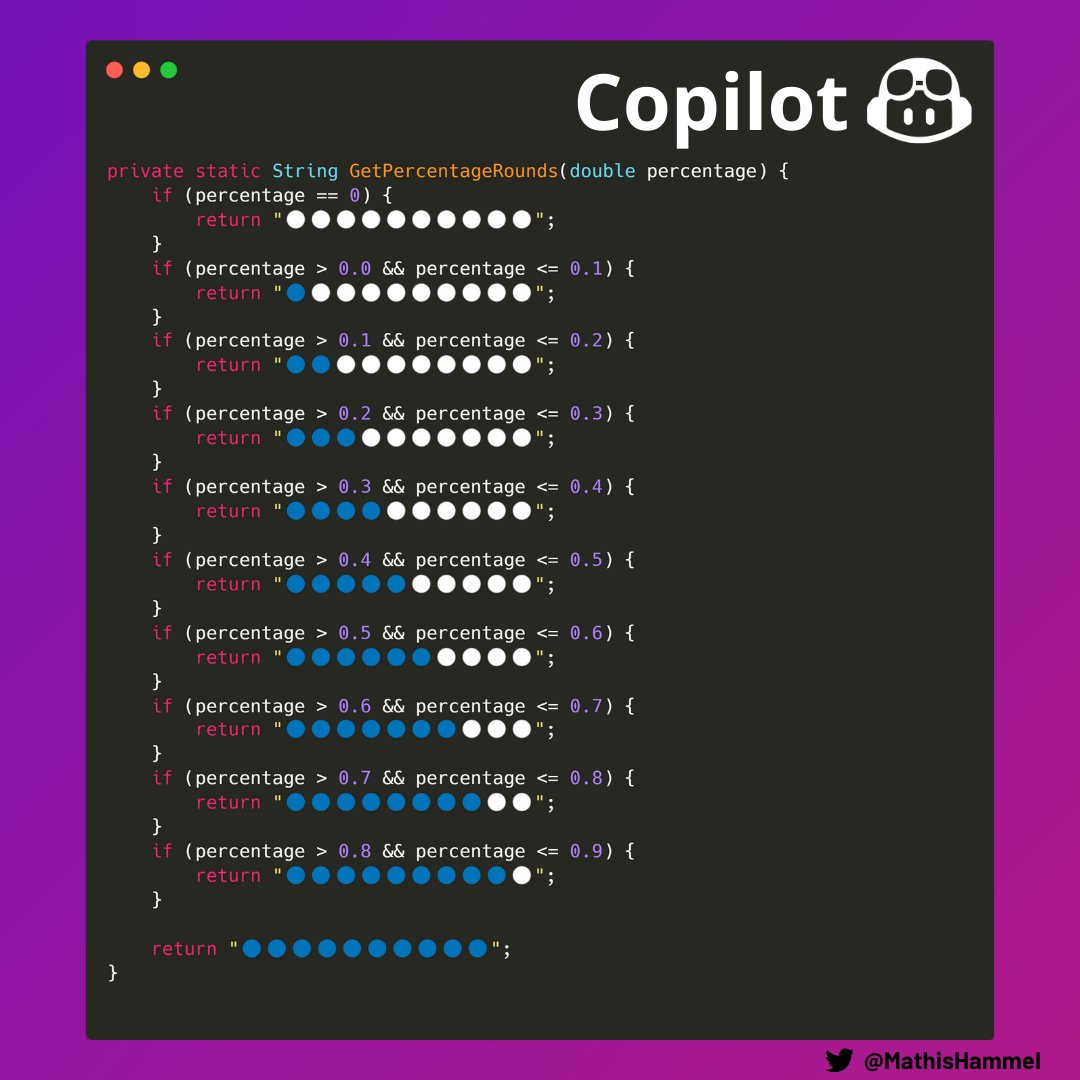 Copilot
private static String GetPercentageRounds(double percentage) {
    if (percentage == 0) {
        return "⚪⚪⚪⚪⚪⚪⚪⚪⚪⚪";
    }
    if (percentage > 0.0 && percentage <= 0.1) {
        return "🔵⚪⚪⚪⚪⚪⚪⚪⚪⚪";
    }
    if (percentage > 0.1 && percentage <= 0.2) {
        return "🔵🔵⚪⚪⚪⚪⚪⚪⚪⚪";
    }
    if (percentage > 0.2 && percentage <= 0.3) {
        return "🔵🔵🔵⚪⚪⚪⚪⚪⚪⚪";
    }
    if (percentage > 0.3 && percentage <= 0.4) {
        return "🔵🔵🔵🔵⚪⚪⚪⚪⚪⚪";
    }
    if (percentage > 0.4 && percentage <= 0.5) {
        return "🔵🔵🔵🔵🔵⚪⚪⚪⚪⚪";
    }
    if (percentage > 0.5 && percentage <= 0.6) {
        return "🔵🔵🔵🔵🔵🔵⚪⚪⚪⚪";
    }
    if (percentage > 0.6 && percentage <= 0.7) {
        return "🔵🔵🔵🔵🔵🔵🔵⚪⚪⚪";
    }
    if (percentage > 0.7 && percentage <= 0.8) {
        return "🔵🔵🔵🔵🔵🔵🔵🔵⚪⚪";
    }
    if (percentage > 0.8 && percentage <= 0.9) {
        return "🔵🔵🔵🔵🔵🔵🔵🔵🔵⚪";
    }

    return "🔵🔵🔵🔵🔵🔵🔵🔵🔵🔵";
}
@MathisHammel